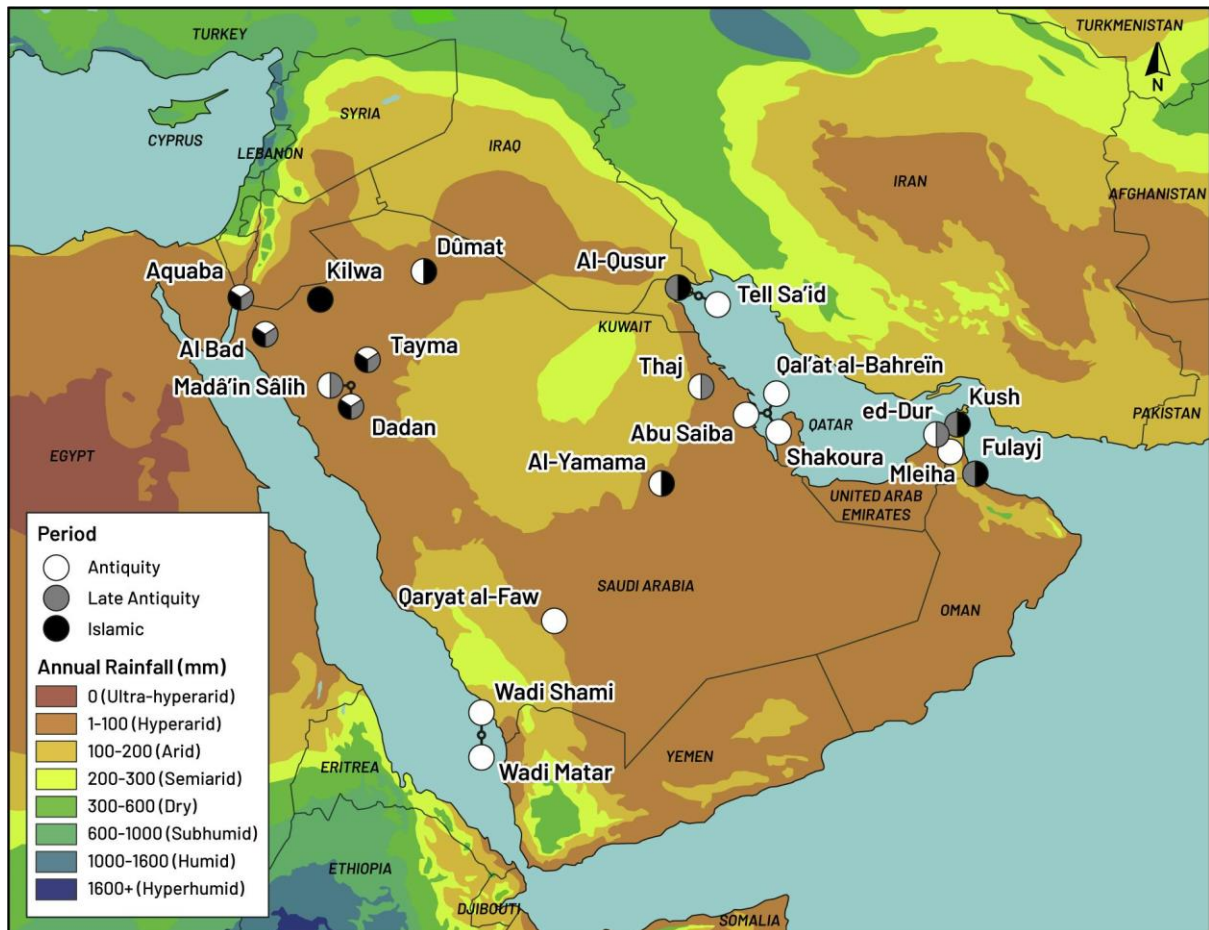 TURKEY
TURKMENISTAN
N
CYPRUS
SYRIA
LEBANON
IRAQ
IRAN
AFGHANISTAN
Dûmat
Al-Qusur
Aquaba
Kilwa
Tell Sa’id
KUWAIT
Al Bad
Tayma
Thaj
Qal’ât al-Bahreïn
Madâ’in Sâlih
Kush
ed-Dur
PAKISTAN
Dadan
Abu Saiba
QATAR
EGYPT
Shakoura
Fulayj
Al-Yamama
Mleiha
UNITED ARAB
EMIRATES
SAUDI ARABIA
Qaryat al-Faw
OMAN
Wadi Shami
YEMEN
Wadi Matar
ERITREA
ETHIOPIA
DJIBOUTI
SOMALIA
Period
Antiquity
Late Antiquity
Islamic
Annual Rainfall (mm)
0 (Ultra-hyperarid)
1-100 (Hyperarid)
100-200 (Arid)
200-300 (Semiarid)
300-600 (Dry)
600-1000 (Subhumid)
1000-1600 (Humid)
1600+ (Hyperhumid)